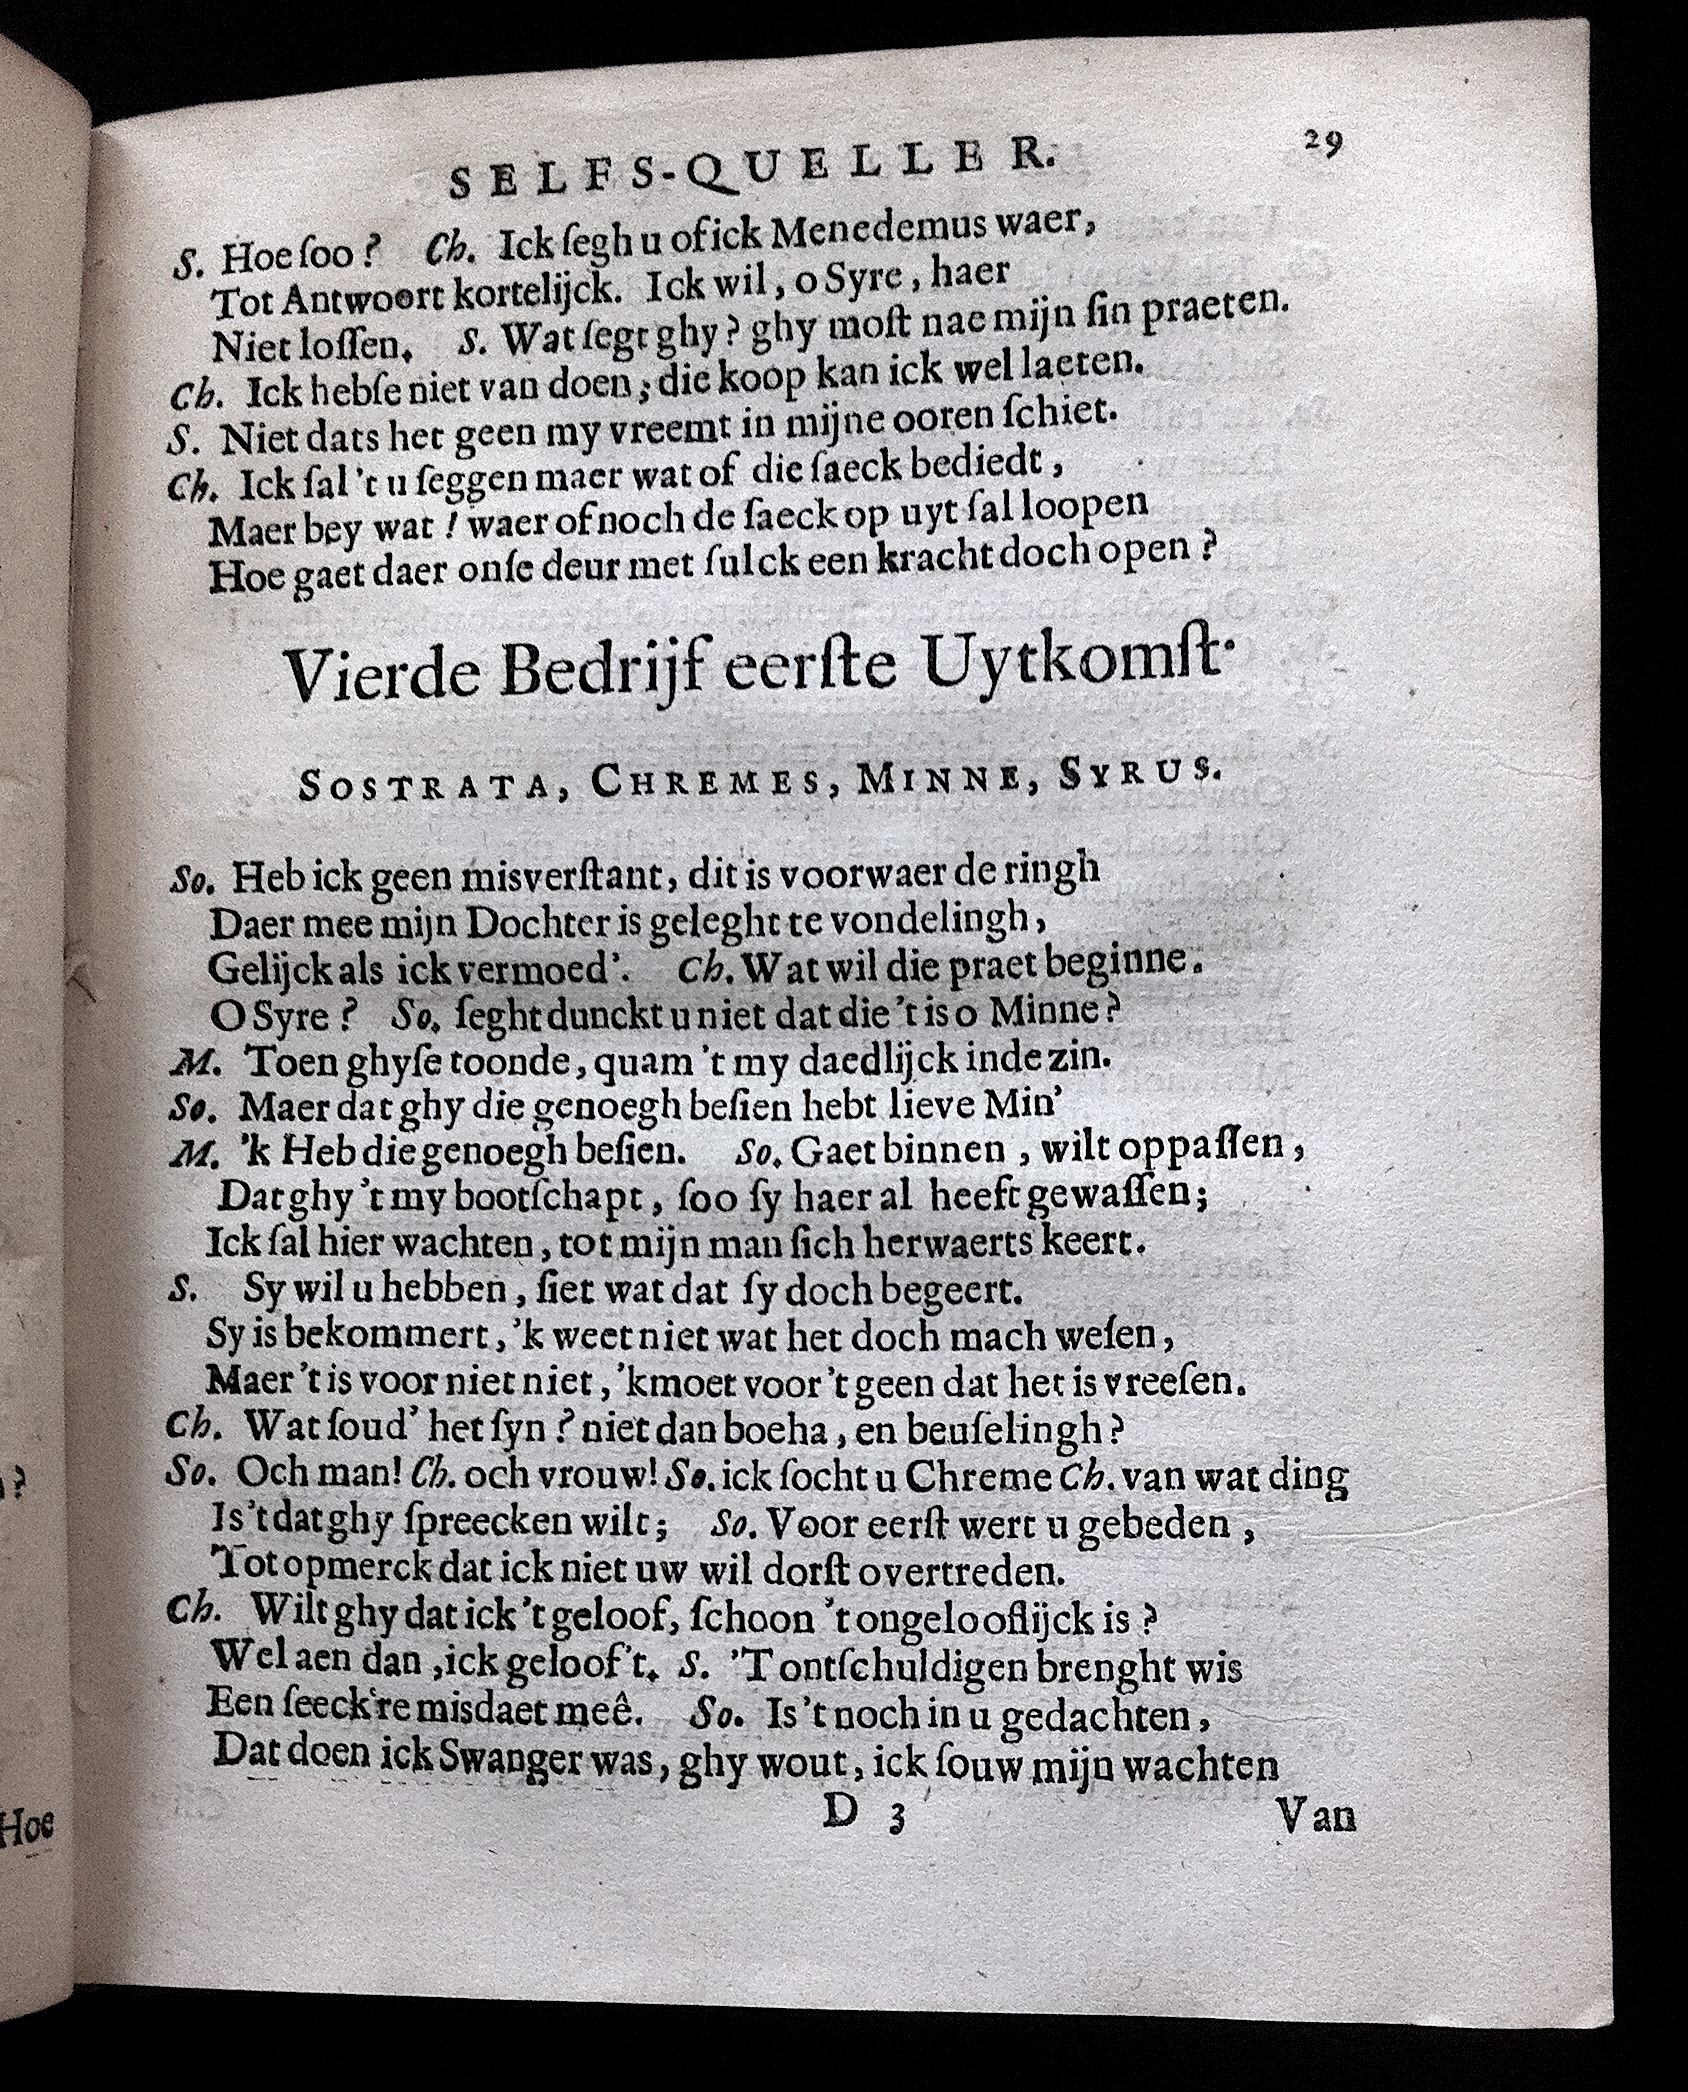 SELFS-QUELLER. 29
S. Hoe ſoo? Ch. Ick ſegh u of ick Menedemus waer,
Tot Antwoort kortelijck. Ick wil, o Syre, haer
Niet loſſen. S. Wat ſegt ghy? ghy moſt nae mijn ſin praeten.
Ch. Ick hebſe niet van doen; die koop kan ick wel laeten.
S. Niet dats het geen my vreemt in mijne ooren ſchiet.
Ch. Ick ſal 't u ſeggen maer wat of die ſaeck bediedt,
Maer bey wat! waer of noch de ſaeck op uyt ſal loopen
Hoe gaet daer onſe deur met ſulck een kracht doch open?
Vierde Bedrijf eerſte Uytkomſt.
SOSTRATA, CHREMES, MINNE, SYRUS.
So. Heb ick geen misverſtant, dit is voorwaer de ringh
Daer mee mijn Dochter is geleght te vondelingh,
Gelijck als ick vermoed'. Ch. Wat wil die praet beginne.
O Syre? So. ſeght dunckt u niet dat die 't is o Minne?
M. Toen ghyſe toonde, quam 't my daedlijck in de zin.
So. Maer dat ghy die genoegh beſien hebt lieve Min'
M. 'k Heb die genoegh beſien. So. Gaet binnen, wilt oppaſſen,
Dat ghy 't my bootſchapt, ſoo ſy haer al heeft gewaſſen;
Ick ſal hier wachten, tot mijn man ſich herwaerts keert.
S. Sy wil u hebben, ſiet wat dat ſy doch begeert.
Sy is bekommert, 'k weet niet wat het doch mach weſen,
Maer 't is voor niet niet, 'k moet voor 't geen dat het is vreeſen.
Ch. Wat ſoud' het ſyn? niet dan boeha, en beuſelingh?
So. Och man! Ch. och vrouw! So. ick ſocht u Chreme Ch. van wat ding
Is 't dat ghy ſpreecken wilt; So. Voor eerſt wert u gebeden,
Tot opmerck dat ick niet uw wil dorſt overtreden.
Ch. Wilt ghy dat ick 't geloof, ſchoon 't ongelooflijck is?
Wel aen dan, ick geloof 't. S. 'T ontſchuldigen brenght wis
Een ſeeck're misdaet meê. So. Is 't noch in u gedachten,
Dat doen ick Swanger was, ghy wout, ick ſouw mijn wachten
D 3 Van
?
Hoe